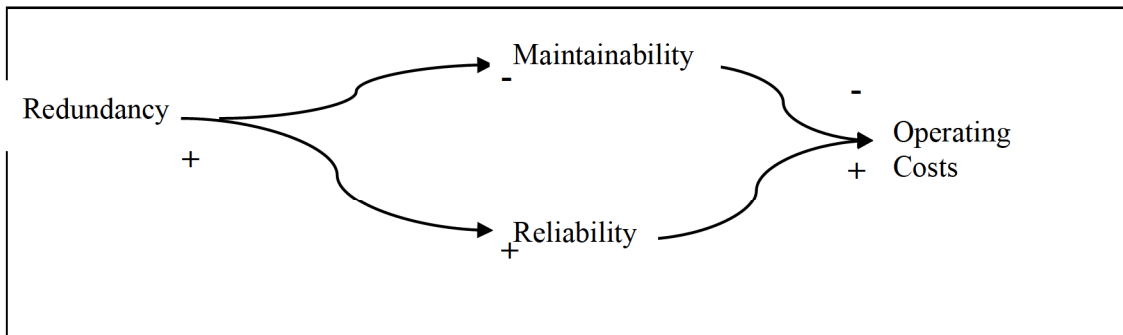 Maintainability
-
-
Redundancy
+
Operating
Costs
+
Reliability
+